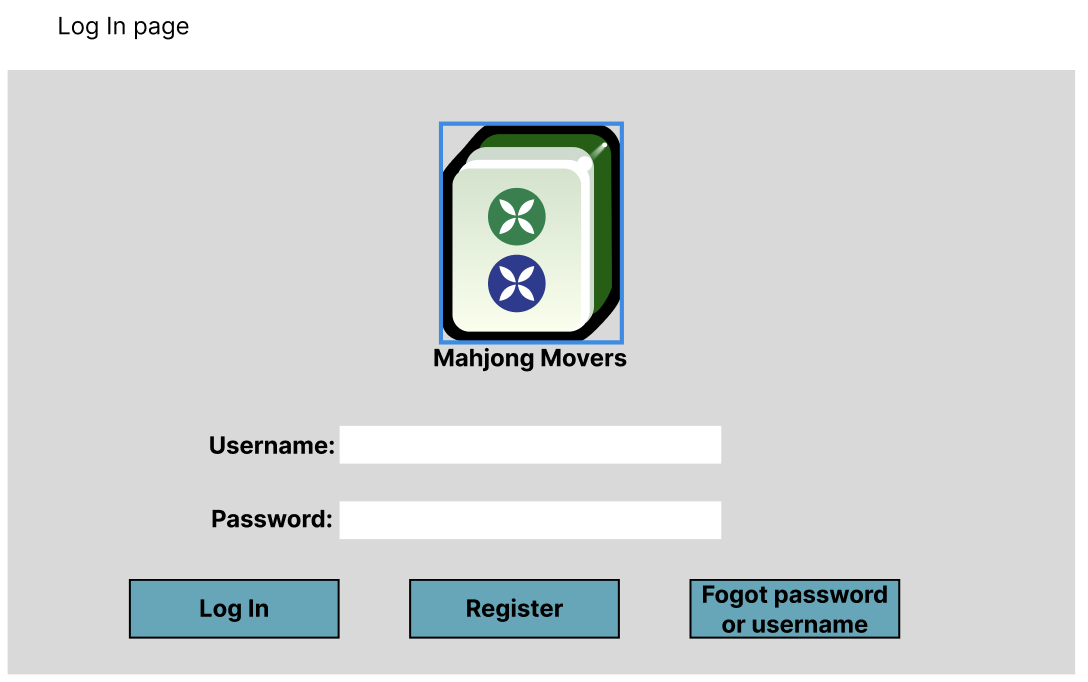 Log In page
Mahjong Movers
Username:
Password:
Log In
Register
Fogot password
or username